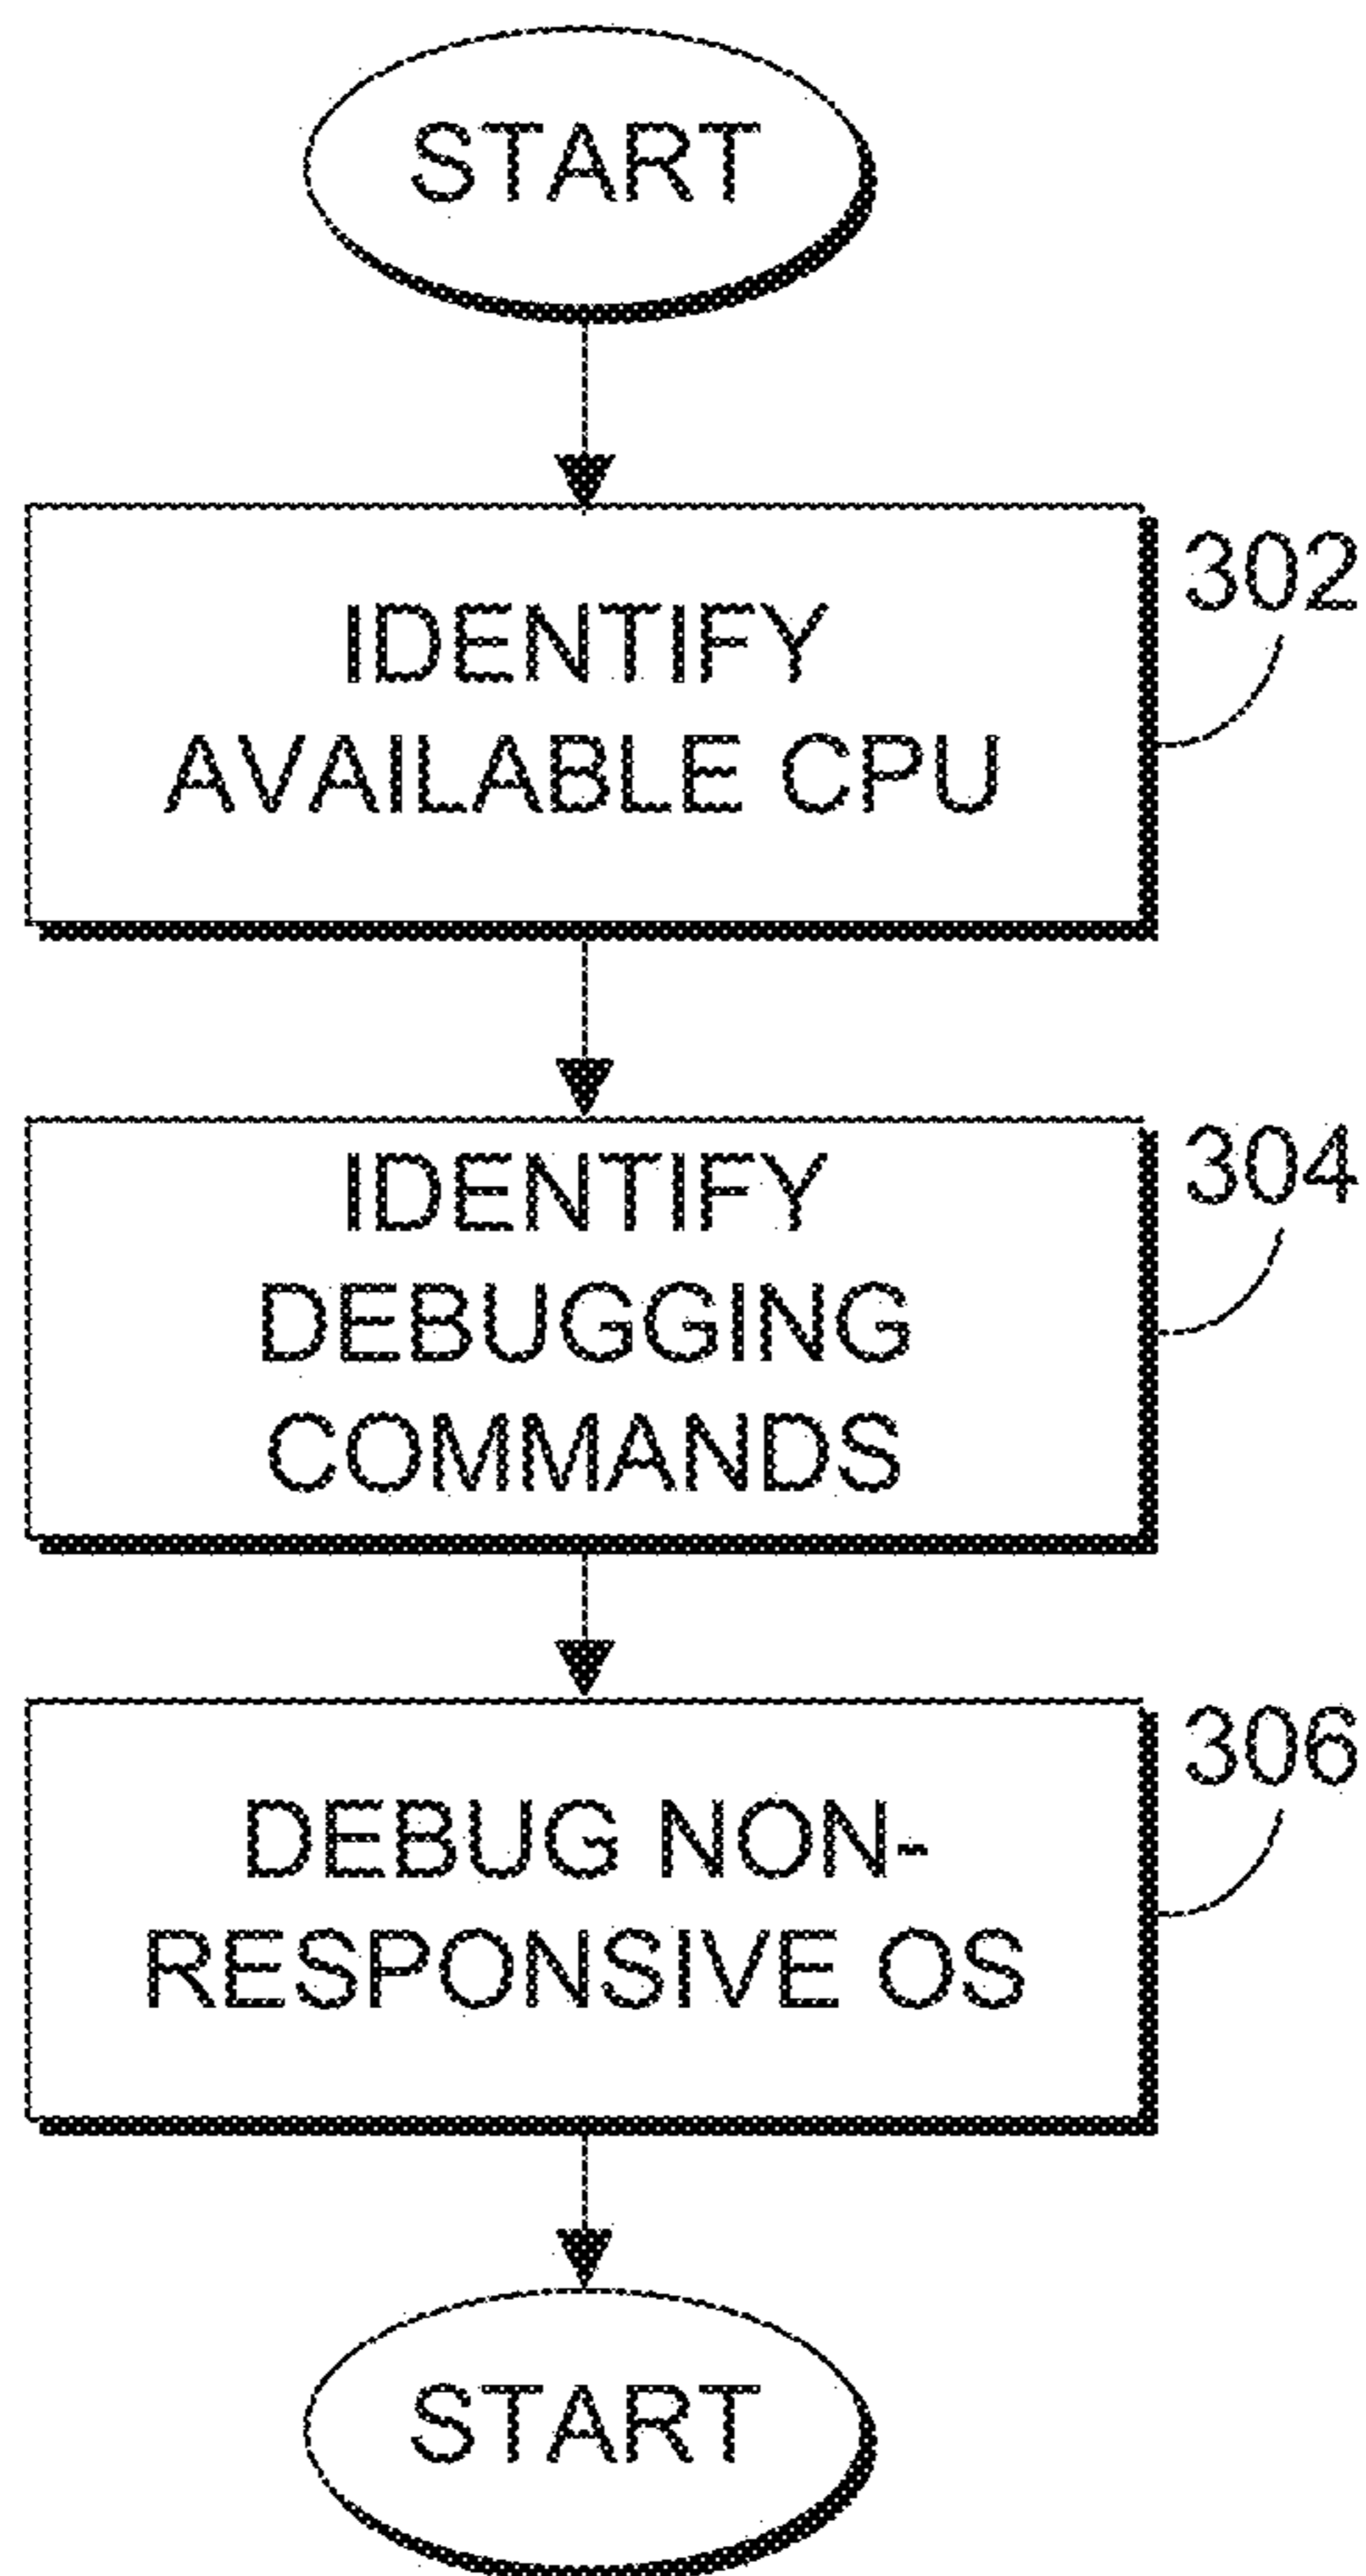 START
IDENTIFY
AVAILABLE CPU
302
IDENTIFY
DEBUGGING
COMMANDS
304
DEBUG NON-
RESPONSIVE OS
306
START